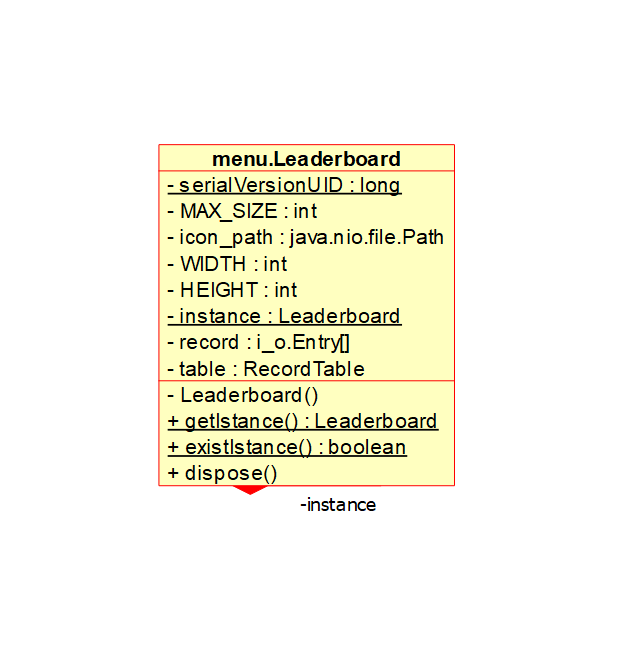 menu.Leaderboard
- serialVersionUID : long
- MAX_SIZE : int
- icon_path : java.nio.file.Path
- WIDTH : int
- HEIGHT : int
- instance : Leaderboard
- record : i_o.Entry[]
- table : RecordTable
- Leaderboard()
+ getIstance() : Leaderboard
+ existIstance() : boolean
+ dispose()
-instance